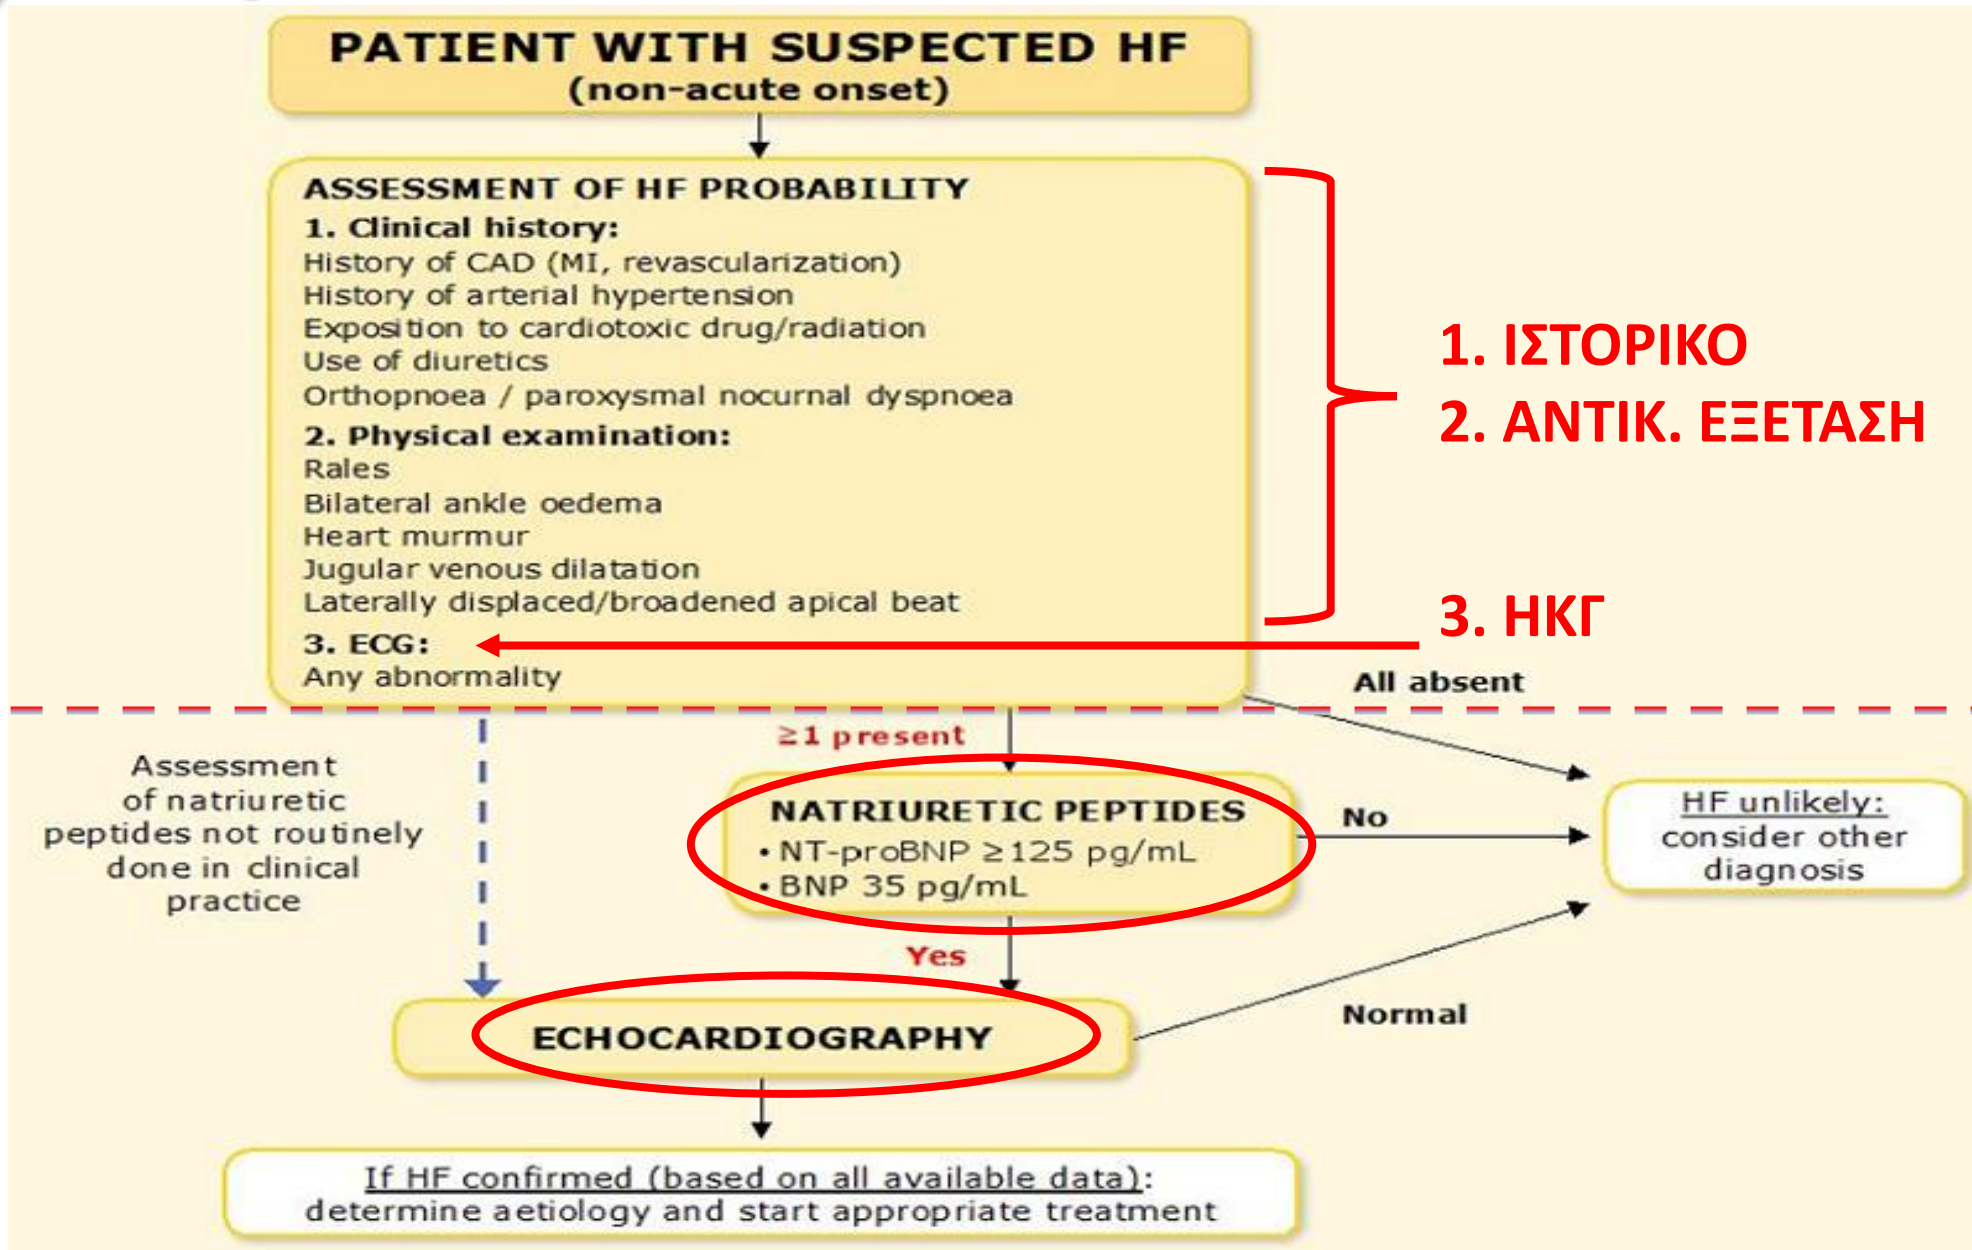 PATIENT WITH SUSPECTED HF
(non-acute onset)
ASSESSMENT OF HF PROBABILITY
1. Clinical history:
History of CAD (MI, revascularization)
History of arterial hypertension
Exposition to cardiotoxic drug/radiation
Use of diuretics
Orthopnoea / paroxysmal nocurnal dyspnoea
2. Physical examination:
Rales
Bilateral ankle oedema
Heart murmur
Jugular venous dilatation
Laterally displaced/broadened apical beat
3. ECG:
Any abnormality
1. ΙΣΤΟΡΙΚΟ
2. ΑΝΤΙΚ. ΕΞΕΤΑΣΗ
3. ΗΚΓ
All absent
≥1 present
Assessment
of natriuretic
peptides not routinely
done in clinical
practice
NATRIURETIC PEPTIDES
• NT-proBNP ≥125 pg/mL
• BNP 35 pg/mL
No
HF unlikely:
consider other
diagnosis
Yes
Normal
ECHOCARDIOGRAPHY
If HF confirmed (based on all available data):
determine aetiology and start appropriate treatment